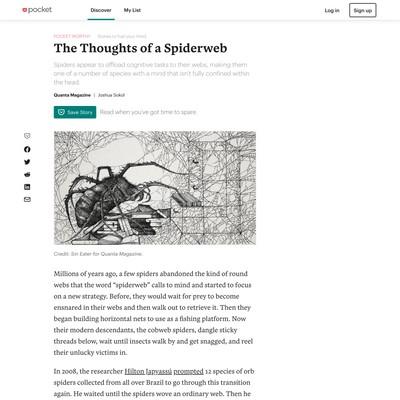 pocket
Discover
My List
Log in
Sign up
POCKET WORTHY
Stories to fuel your mind.
The Thoughts of a Spiderweb
Spiders appear to offload cognitive tasks to their webs, making them
one of a number of species with a mind that isn't fully confined within
the head.
Quanta Magazine | Joshua Sokol
Save Story
Read when you've got time to spare.
Credit: Sin Eater for Quanta Magazine.
Millions of years ago, a few spiders abandoned the kind of round
webs that the word “spiderweb” calls to mind and started to focus
on a new strategy. Before, they would wait for prey to become
ensnared in their webs and then walk out to retrieve it. Then they
began building horizontal nets to use as a fishing platform. Now
their modern descendants, the cobweb spiders, dangle sticky
threads below, wait until insects walk by and get snagged, and reel
their unlucky victims in.
In 2008, the researcher Hilton Japyassú prompted 12 species of orb
spiders collected from all over Brazil to go through this transition
again. He waited until the spiders wove an ordinary web. Then he